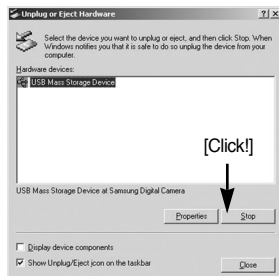 Unplug or Eject Hardware
Select the device you want to unplug or eject, and then click Stop. When
Windows notifies you that it is safe to do so unplug the device from your
computer.
Hardware devices:
USB Mass Storage Device
[Click!]
USB Mass Storage Device at Samsung Digital Camera
Properties
Stop
Display device components
Show Unplug/Eject icon on the taskbar
Close